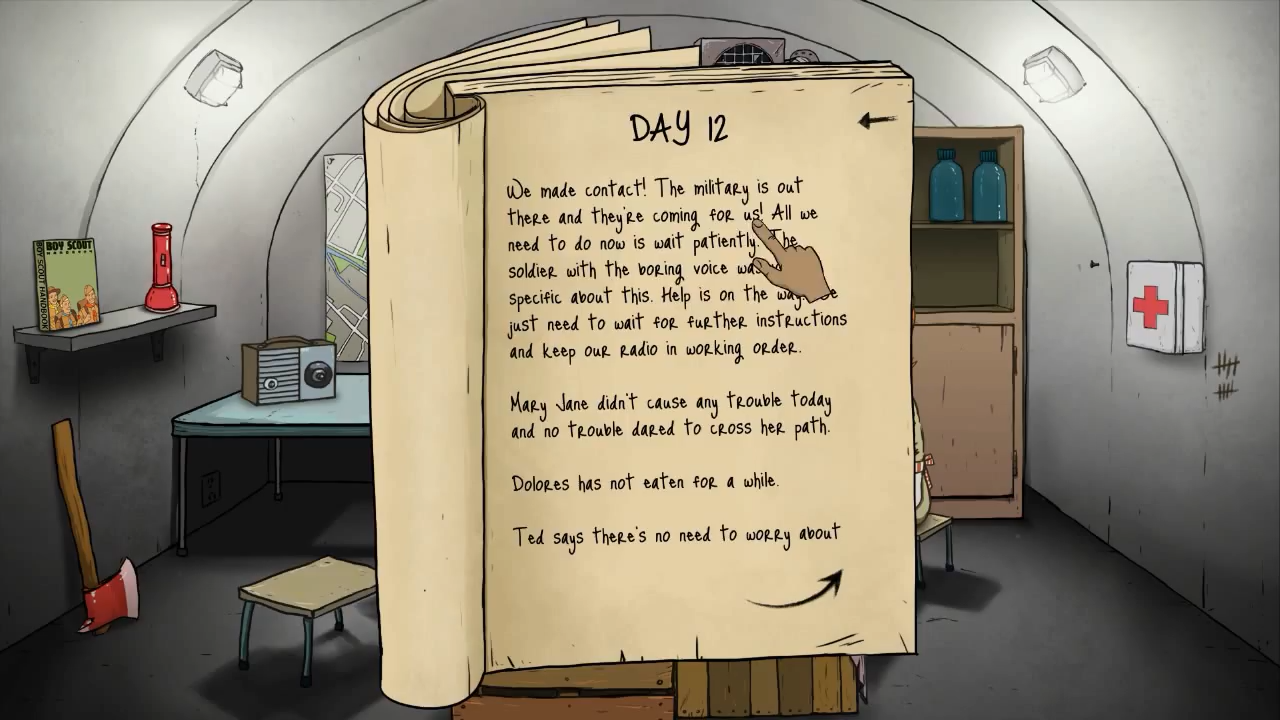 DAY 12
We made contact! The military is out
there and they're coming for us! All we
need to do now is wait patiently. The
soldier with the boring voice
specific about this. Help is on the
just need to wait for further instructions
and keep our radio in working order.
Mary Jane didn't cause any trouble today
and no trouble dared to cross her path.
Dolores has not eaten for a while.
Ted says there's no need to worry about
BOY SCOUT
BOY SCOUT HANDBOOK